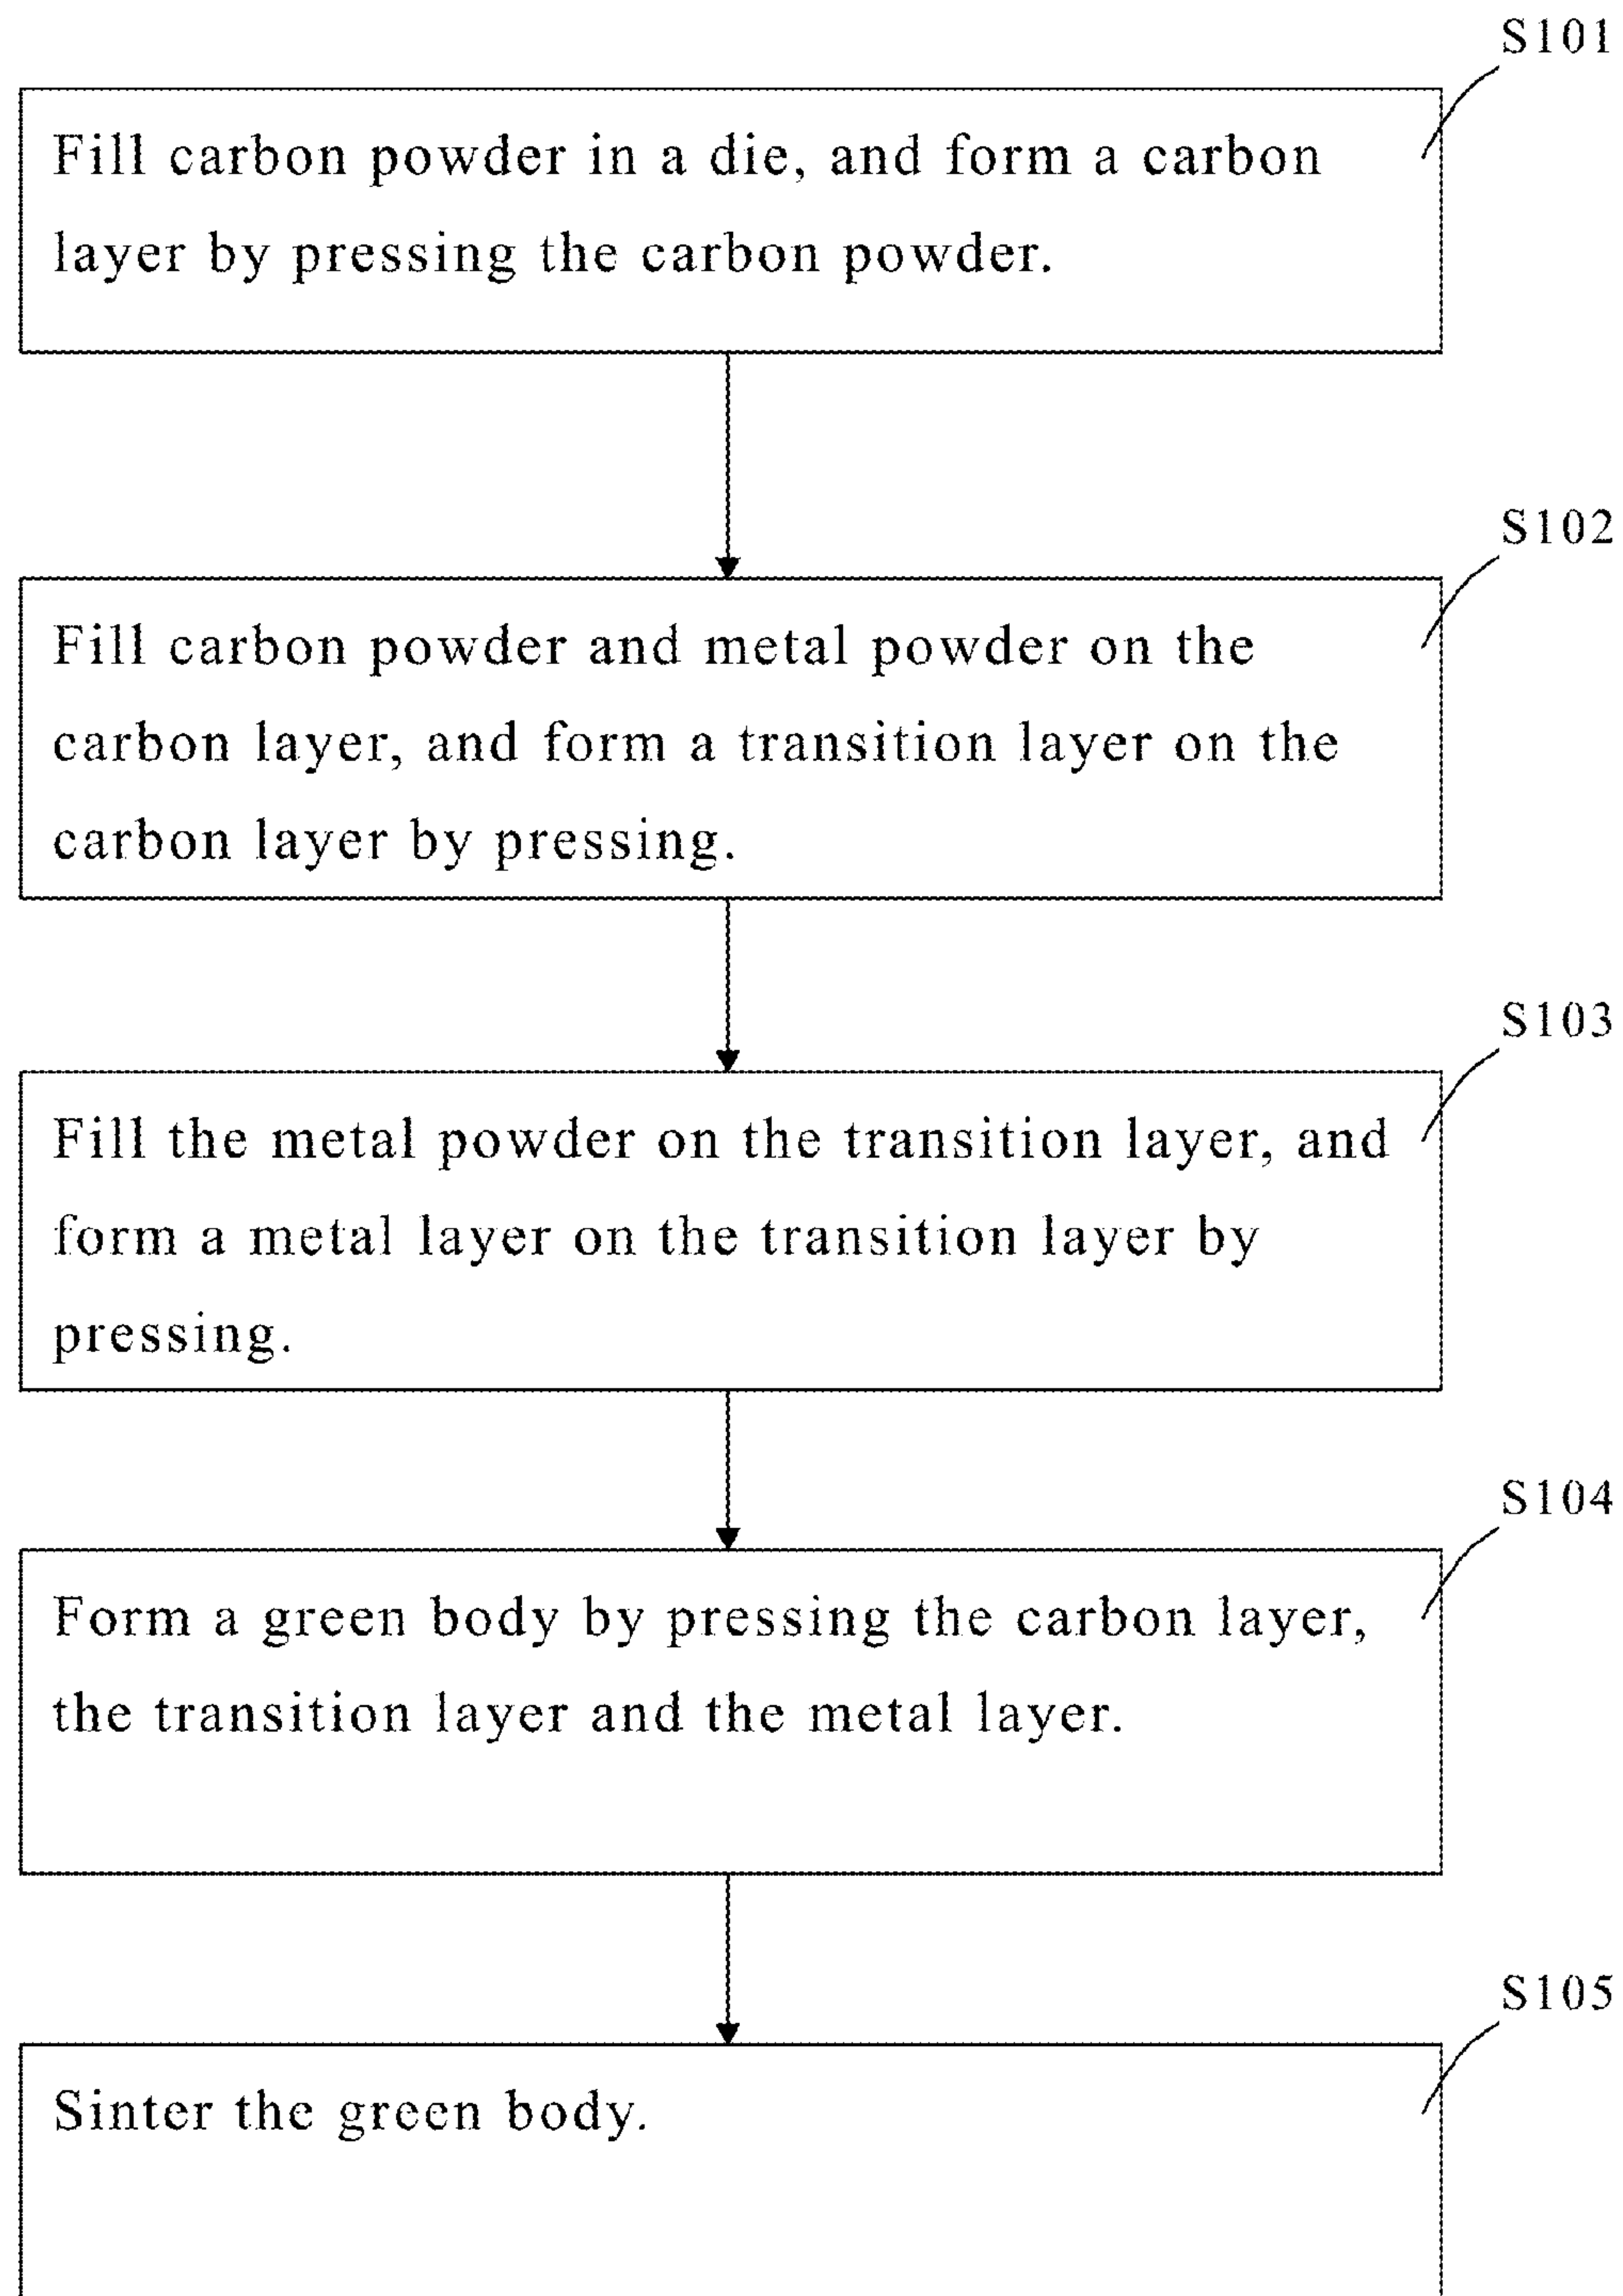 S101
Fill carbon powder in a die, and form a carbon
layer by pressing the carbon powder.
S102
Fill carbon powder and metal powder on the
carbon layer, and form a transition layer on the
carbon layer by pressing.
S103
Fill the metal powder on the transition layer, and
form a metal layer on the transition layer by
pressing.
S104
Form a green body by pressing the carbon layer,
the transition layer and the metal layer.
S105
Sinter the green body.